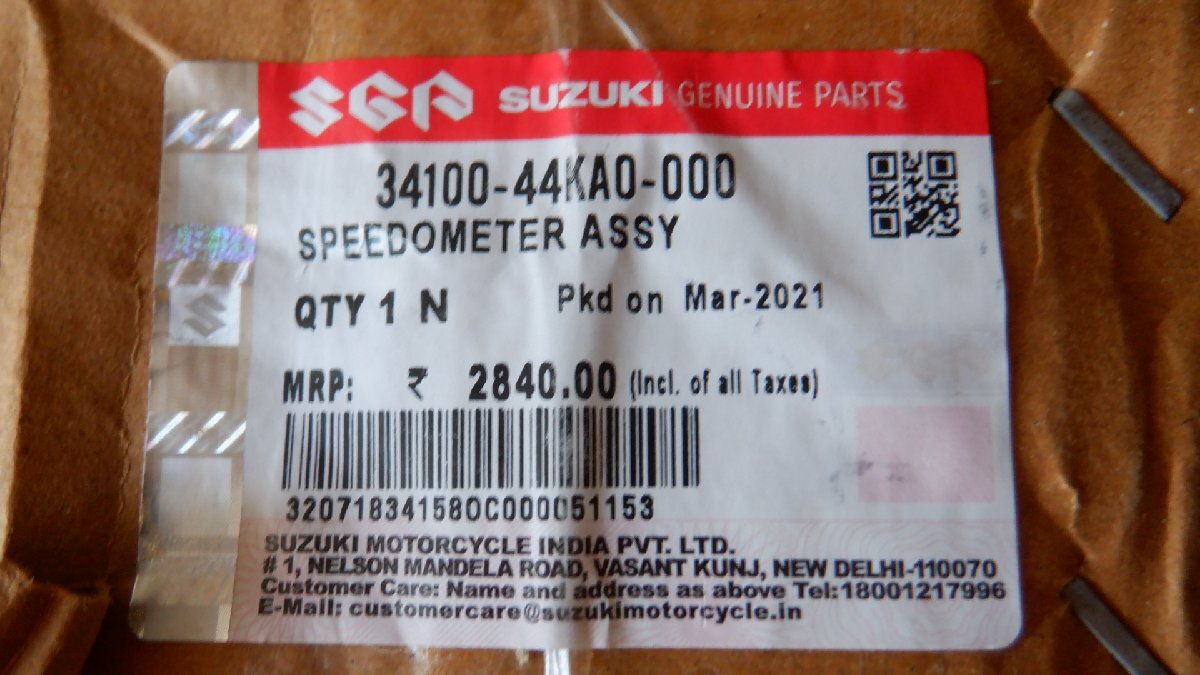 SGP SUZUKI GENUINE PARTS
34100-44KA0-000
SPEEDOMETER ASSY
QTY 1 N Pkd on Mar-2021
MRP: ₹ 2840.00 (Incl. of all Taxes)
32071834158OC000051153
SUZUKI MOTORCYCLE INDIA PVT. LTD.
# 1, NELSON MANDELA ROAD, VASANT KUNJ, NEW DELHI-110070
Customer Care: Name and address as above Tel:18001217996
E-Mail: customercare@suzukimotorcycle.in